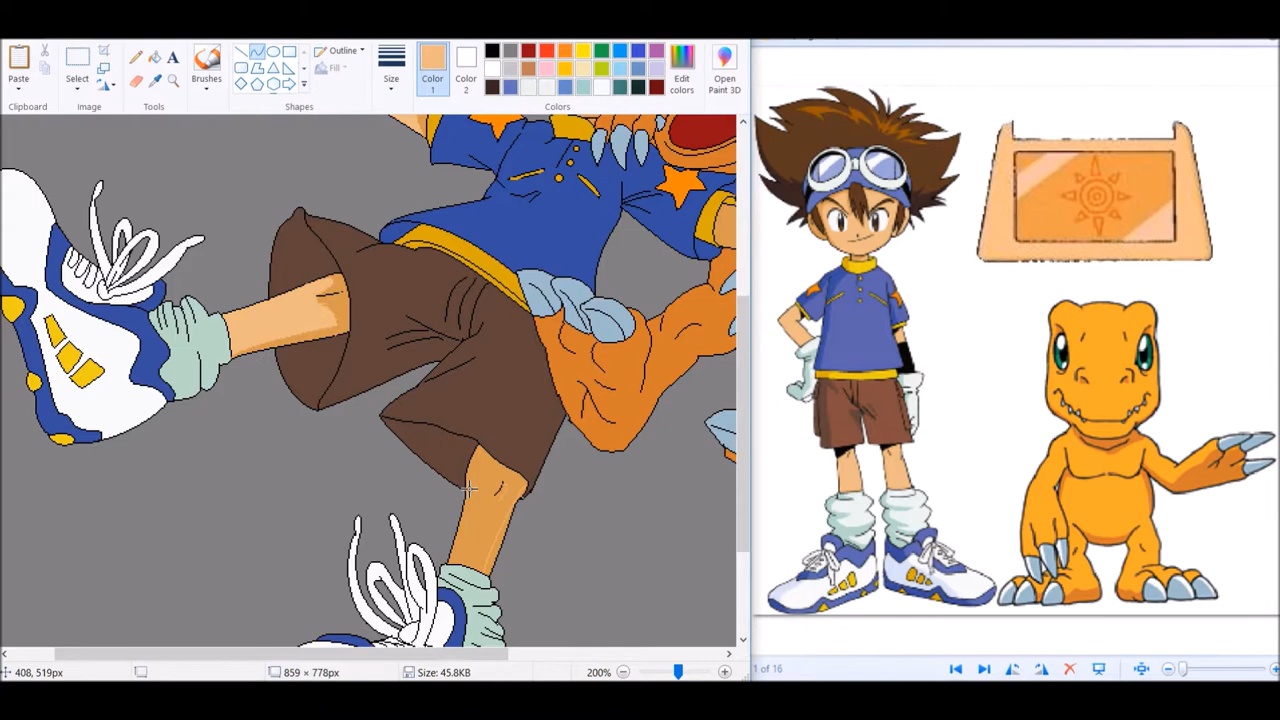 Paste
Select
Brushes
Size
Outline
Fill
Color 1
Color 2
Edit colors
Open Paint 3D
Clipboard
Image
Tools
Shapes
Colors
408, 519px
859 × 778px
Size: 45.8KB
200%
1 of 16